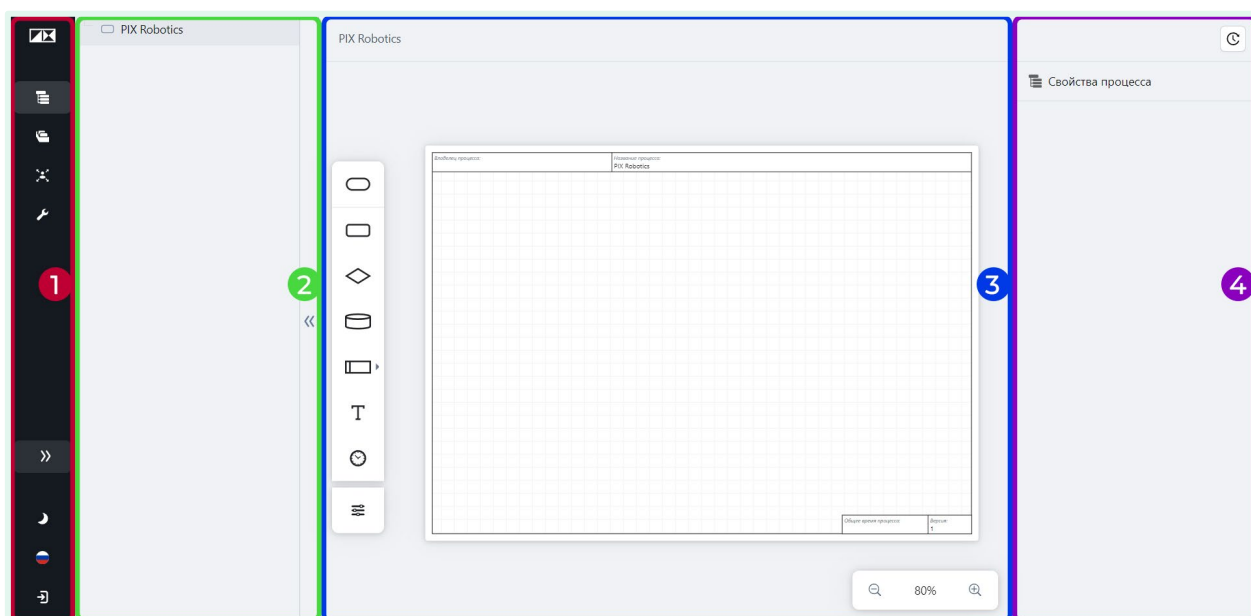 PIX Robotics
PIX Robotics
Свойства процесса
Владелец процесса:
Название процесса:
PIX Robotics
1
2
3
4
T
Общее время процесса:
Версия:
1
80%